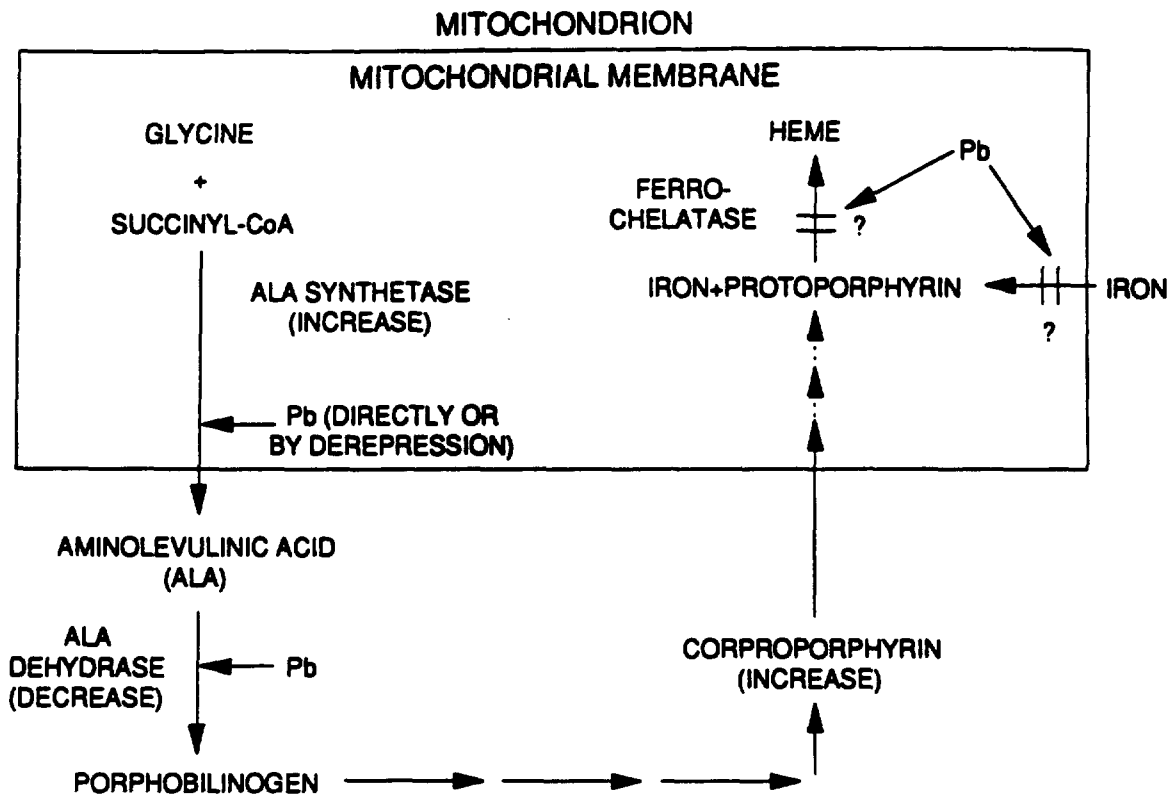 MITOCHONDRION
MITOCHONDRIAL MEMBRANE
GLYCINE
+
SUCCINYL-CoA
ALA SYNTHETASE
(INCREASE)
Pb (DIRECTLY OR
BY DEREPRESSION)
AMINOLEVULINIC ACID
(ALA)
ALA
DEHYDRASE
(DECREASE)
Pb
PORPHOBILINOGEN
CORPROPORPHYRIN
(INCREASE)
IRON+PROTOPORPHYRIN
IRON
?
FERRO-
CHELATASE
?
Pb
HEME